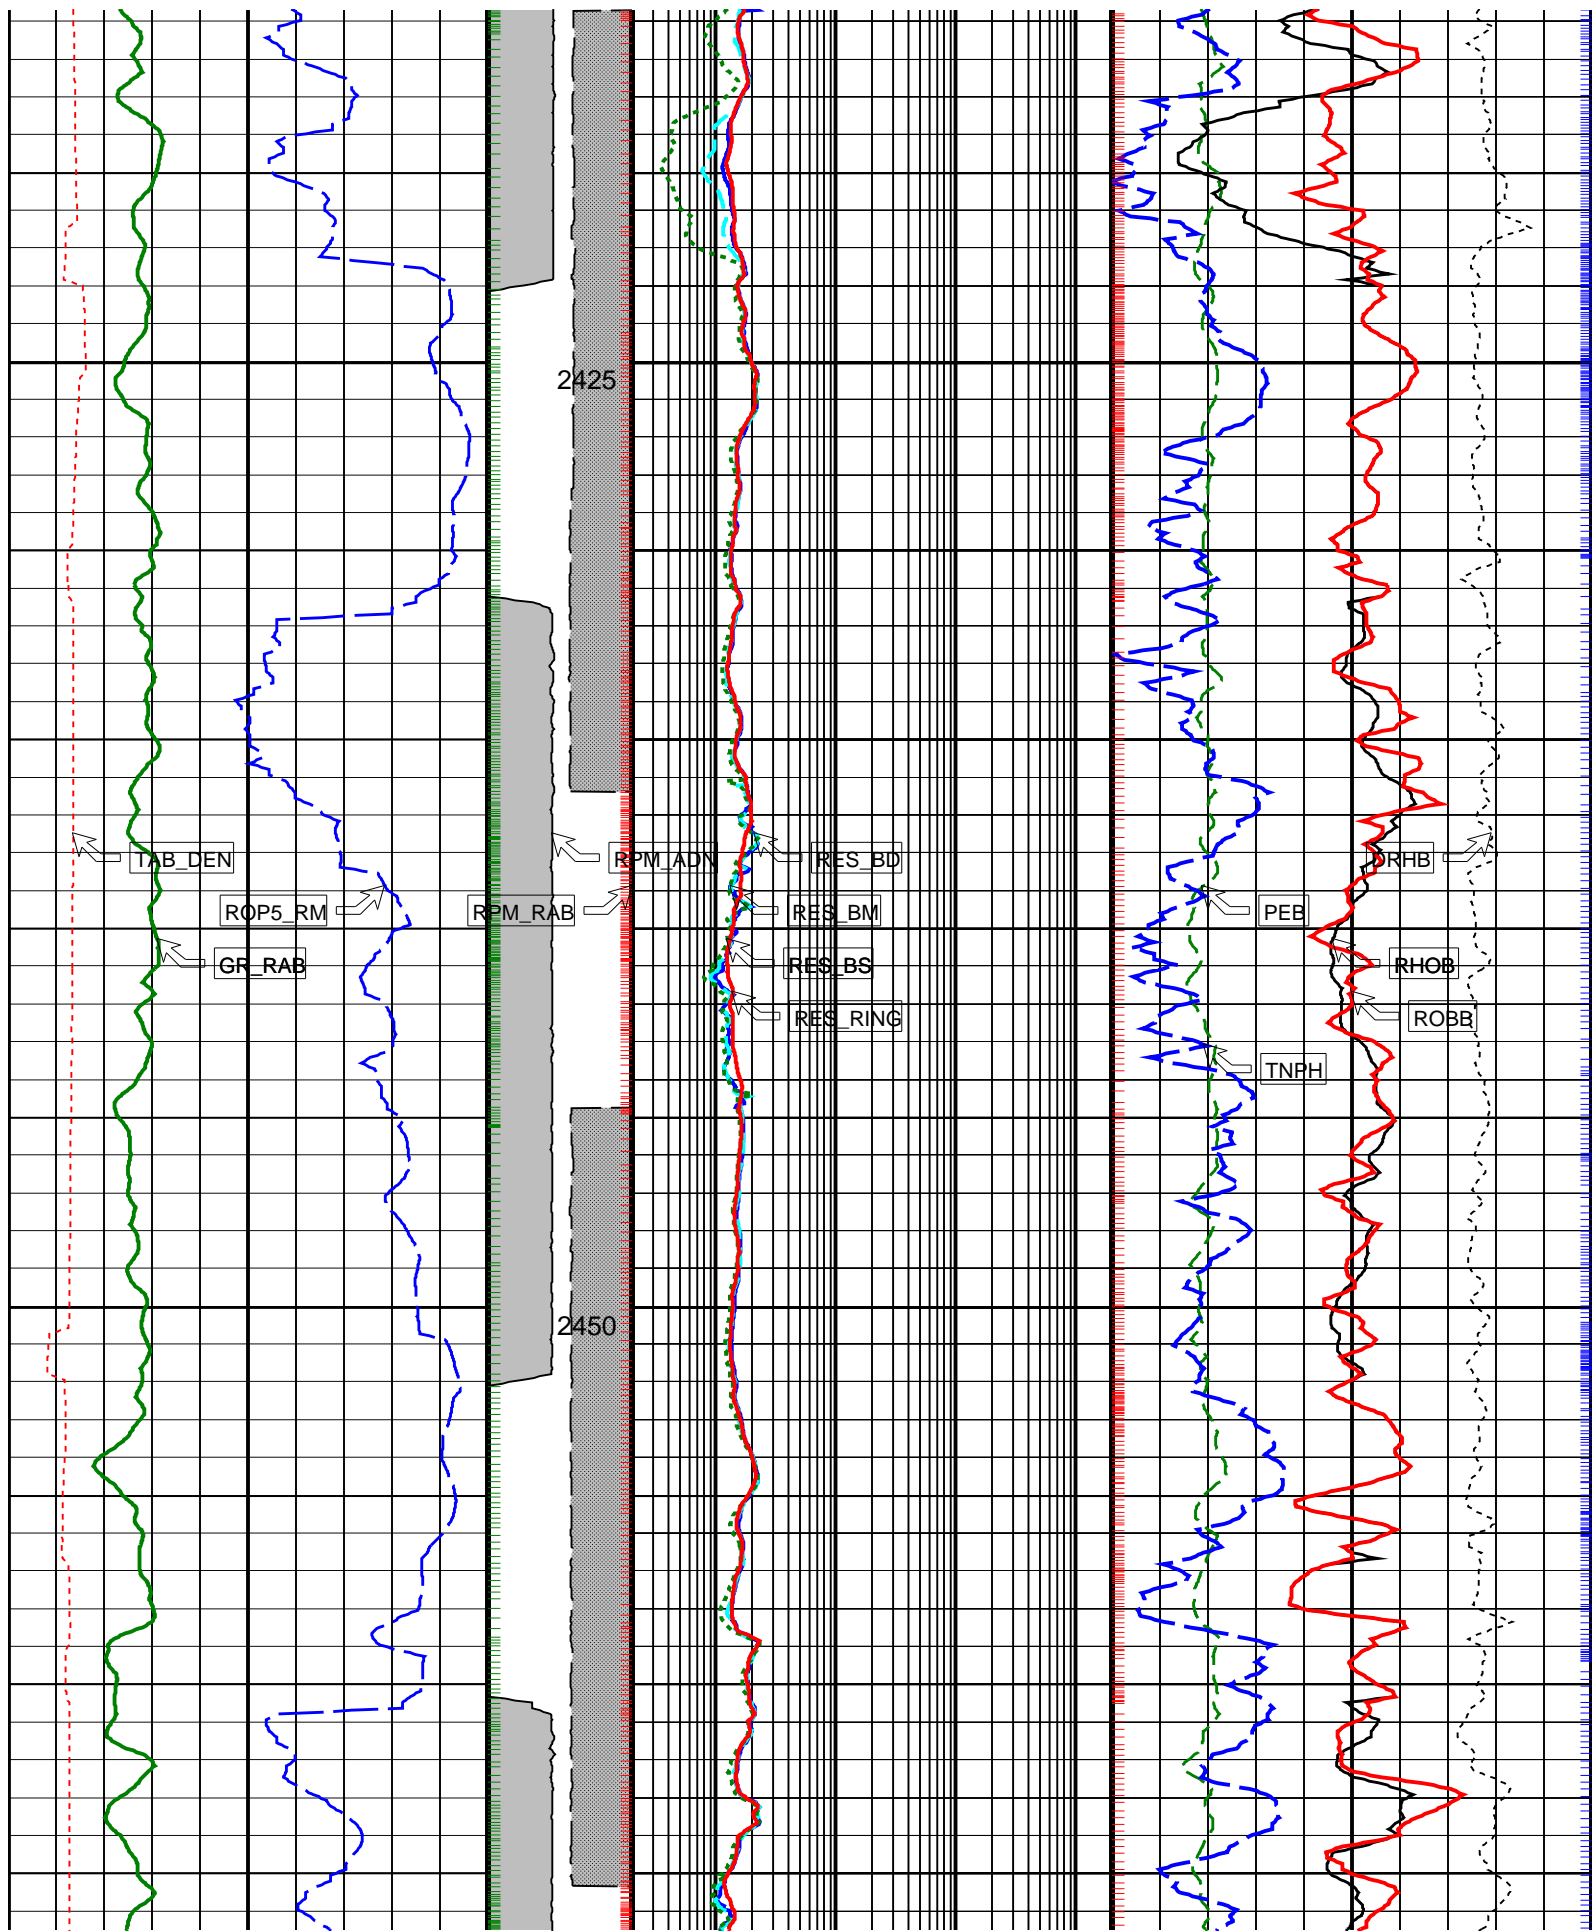 2425
TAB_DEN
RPM_ADN
RES_BD
DRHB
ROP5_RM
RPM_RAB
RES_BM
PEB
GR_RAB
RES_BS
RHOB
RES_RING
ROBB
TNPH
2450